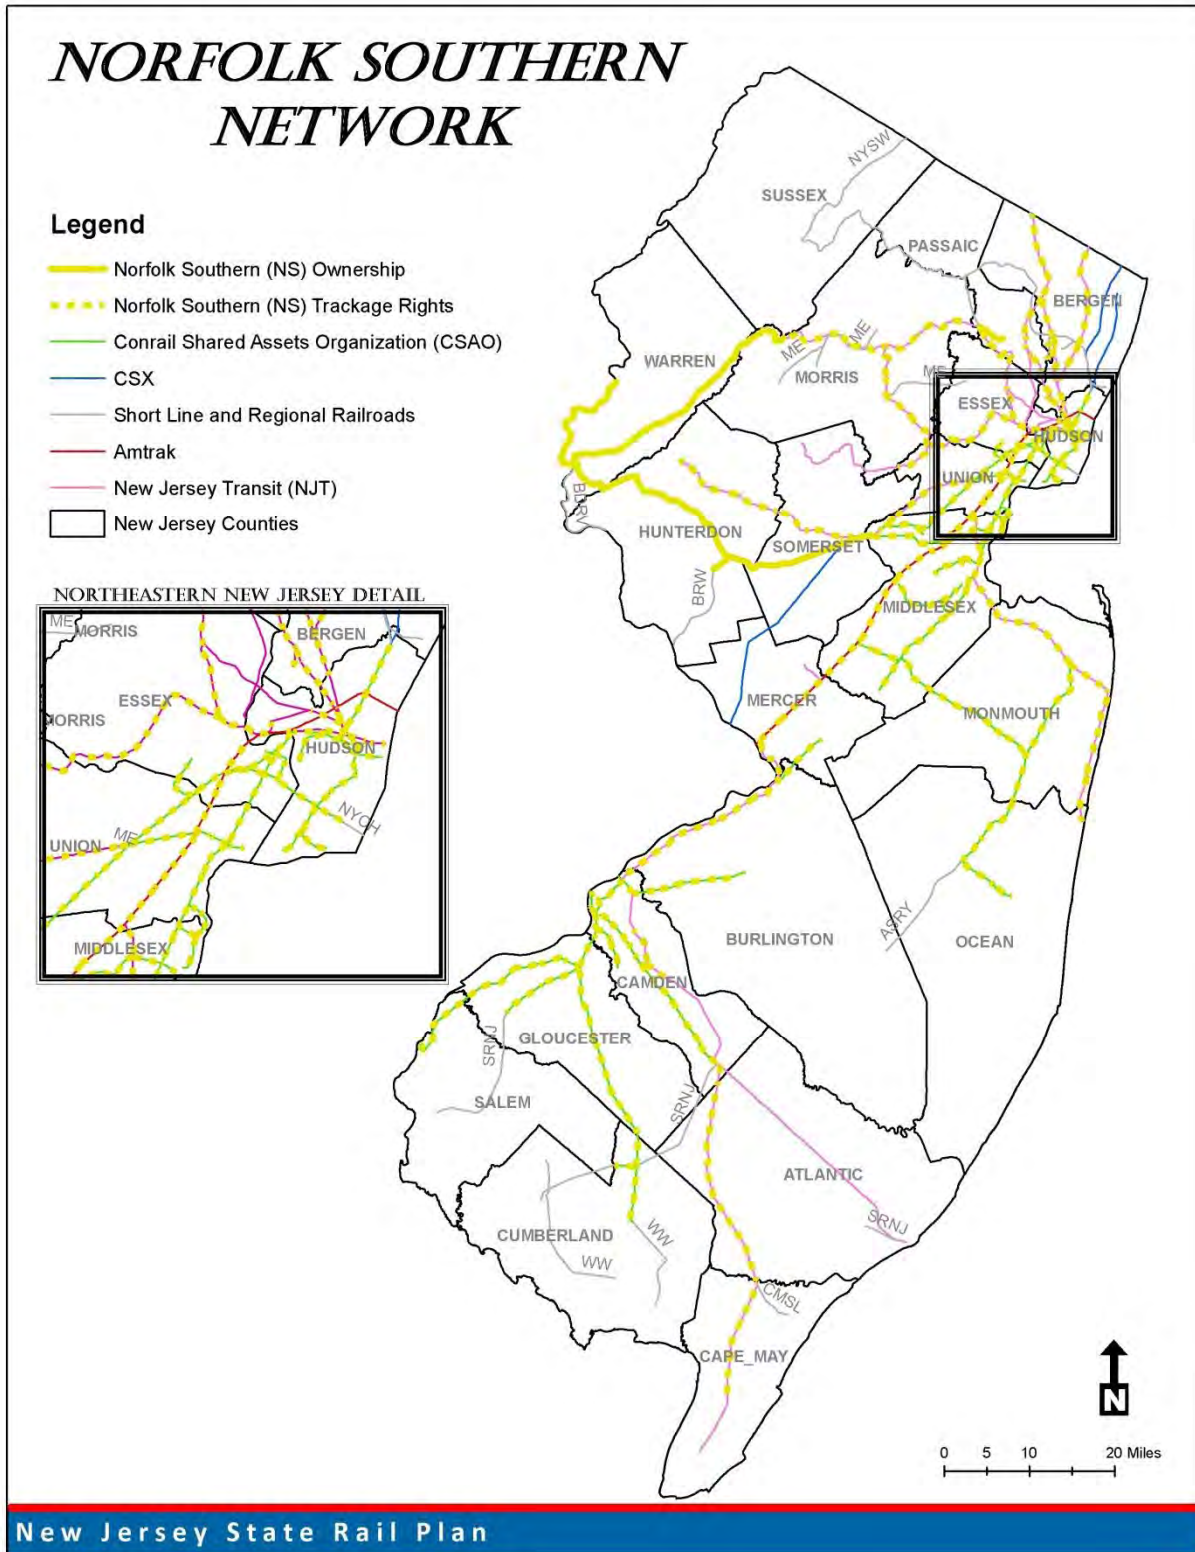 NORFOLK SOUTHERN
NETWORK
Legend
Norfolk Southern (NS) Ownership
Norfolk Southern (NS) Trackage Rights
Conrail Shared Assets Organization (CSAO)
CSX
Short Line and Regional Railroads
Amtrak
New Jersey Transit (NJT)
New Jersey Counties
NYSW
SUSSEX
PASSAIC
BERGEN
WARREN
ME
ME
MORRIS
ME
ESSEX
HUDSON
UNION
HUNTERDON
SOMERSET
BRW
MIDDLESEX
MERCER
MONMOUTH
NORTHEASTERN NEW JERSEY DETAIL
ME
MORRIS
BERGEN
ESSEX
MORRIS
HUDSON
NYCH
UNION
ME
MIDDLESEX
BURLINGTON
ASRY
OCEAN
CAMDEN
GLOUCESTER
SRNJ
SALEM
SRNJ
ATLANTIC
SRNJ
CUMBERLAND
WW
WW
CMSL
CAPE_MAY
N
0 5 10 20 Miles
New Jersey State Rail Plan